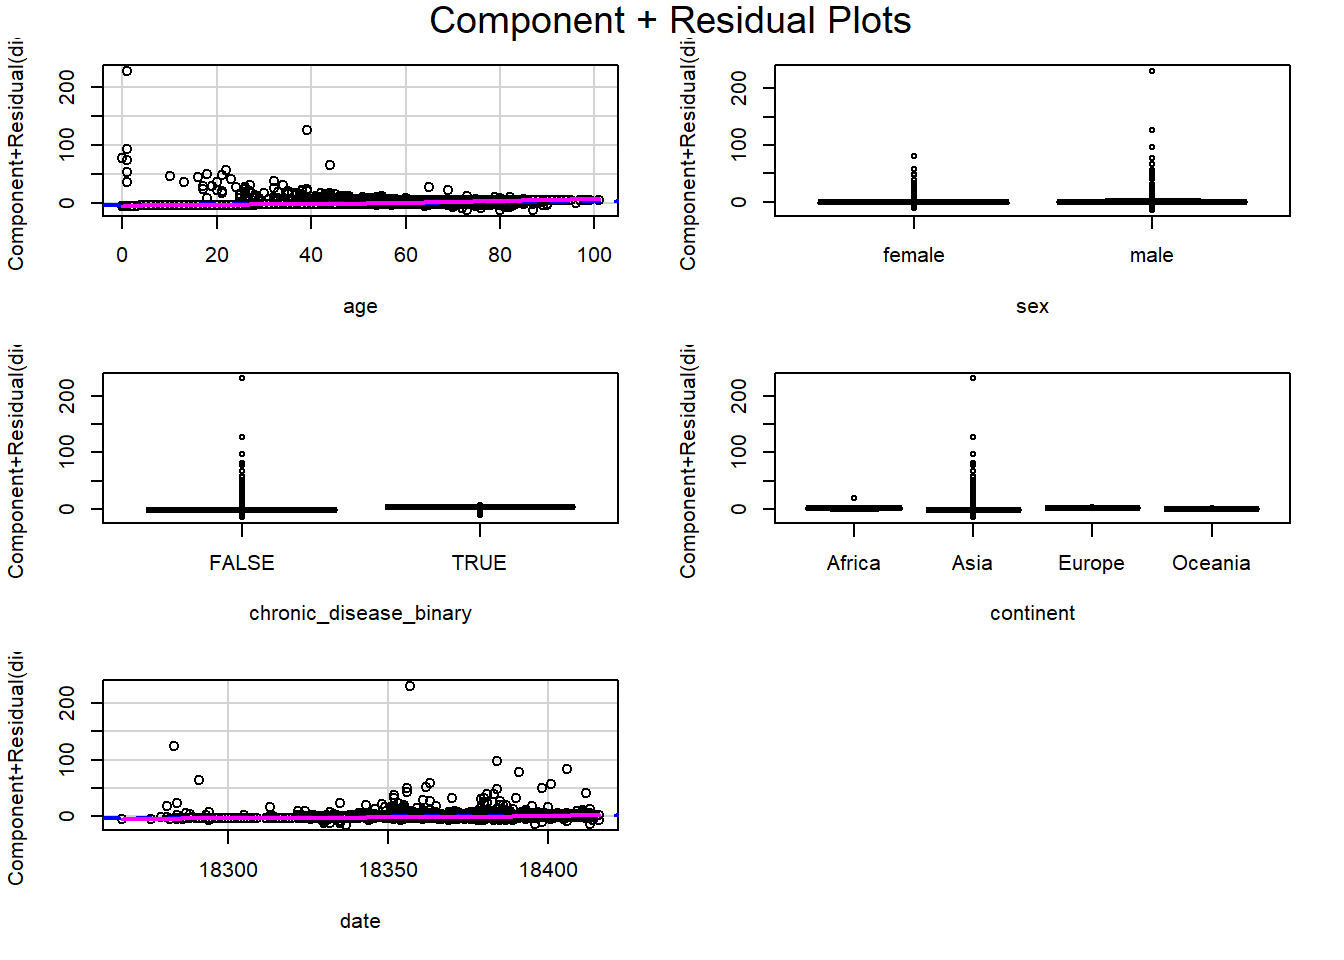 Component + Residual Plots
Component+Residual(di
200
100
0
0 20 40 60 80 100
age
Component+Residual(di
200
100
0
female male
sex
Component+Residual(di
200
100
0
FALSE TRUE
chronic_disease_binary
Component+Residual(di
200
100
0
Africa Asia Europe Oceania
continent
Component+Residual(di
200
100
0
18300 18350 18400
date